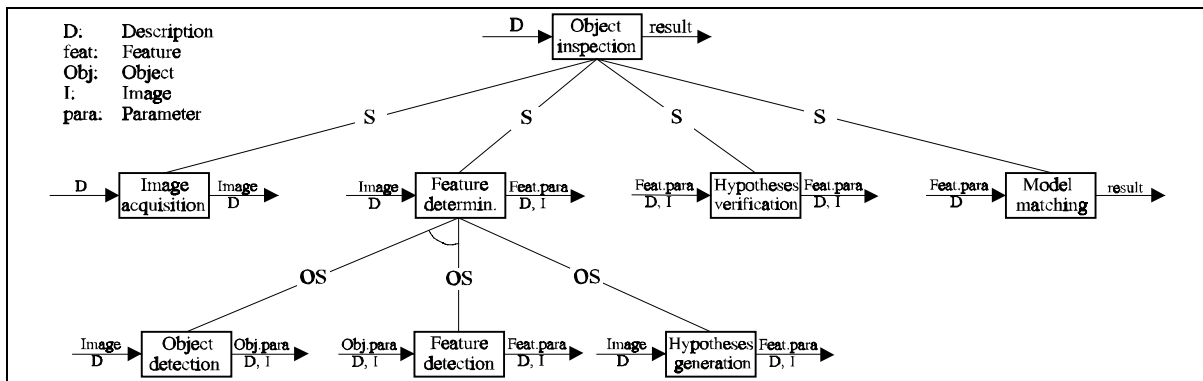 D: Description
feat: Feature
Obj: Object
I: Image
para: Parameter
D
Object
inspection
result
S
S
S
S
D
Image
acquisition
Image
D
Image
D
Feature
determin.
Feat.para
D, I
Feat.para
D, I
Hypotheses
verification
Feat.para
D, I
Feat.para
D
Model
matching
result
OS
OS
OS
Image
D
Object
detection
Obj.para
D, I
Obj.para
D, I
Feature
detection
Feat.para
D, I
Image
D
Hypotheses
generation
Feat.para
D, I